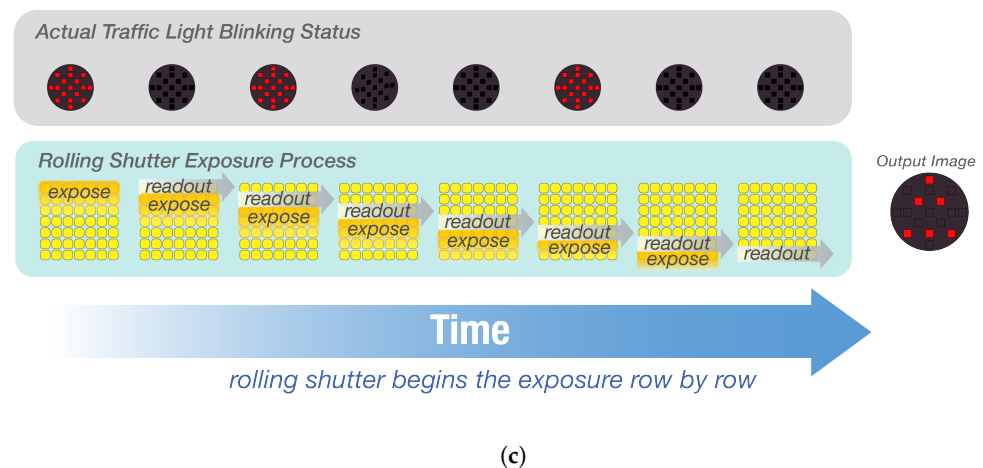 Actual Traffic Light Blinking Status
Rolling Shutter Exposure Process
Output Image
expose
readout
expose
readout
expose
readout
expose
readout
expose
readout
expose
readout
expose
readout
Time
rolling shutter begins the exposure row by row
(c)